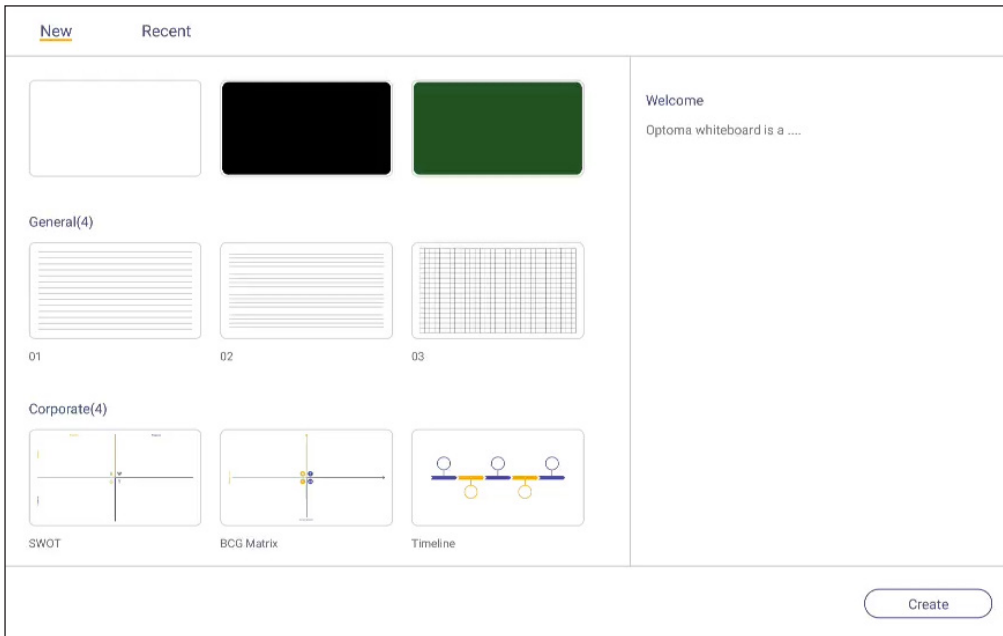 New Recent
Welcome
Optoma whiteboard is a ....
General(4)
01 02 03
Corporate(4)
SWOT BCG Matrix Timeline
Create